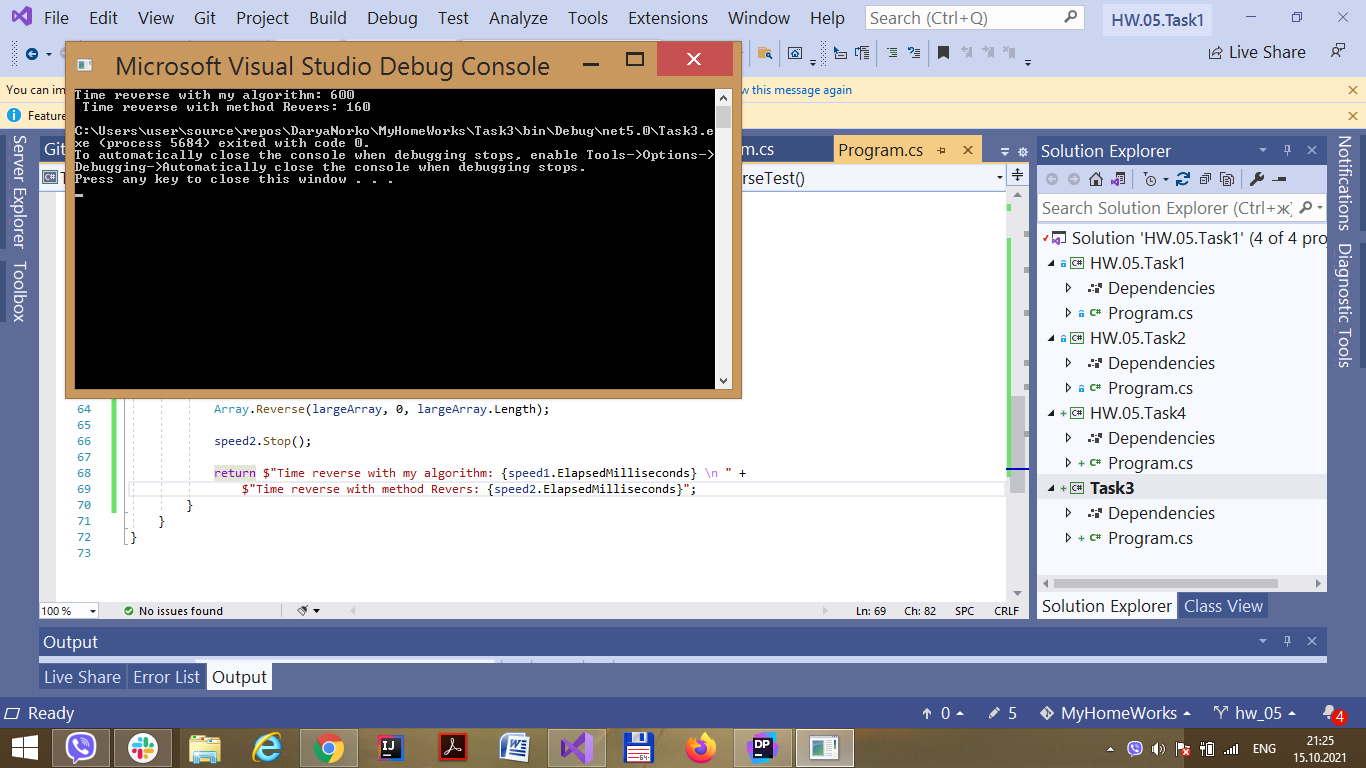 File Edit View Git Project Build Debug Test Analyze Tools Extensions Window Help Search (Ctrl+Q) HW.05.Task1
Live Share
Microsoft Visual Studio Debug Console
You can im
w this message again
Feature
Time reverse with my algorithm: 600
 Time reverse with method Revers: 160
C:\Users\user\source\repos\DaryaNorko\MyHomeWorks\Task3\bin\Debug\net5.0\Task3.e
xe (process 5684) exited with code 0.
To automatically close the console when debugging stops, enable Tools->Options->
Debugging->Automatically close the console when debugging stops.
Press any key to close this window . . .
Server Explorer
Toolbox
Git
m.cs
Program.cs
rseTest()
64 Array.Reverse(largeArray, 0, largeArray.Length);
65
66 speed2.Stop();
67
68 return $"Time reverse with my algorithm: {speed1.ElapsedMilliseconds} \n " +
69 $"Time reverse with method Revers: {speed2.ElapsedMilliseconds}";
70 }
71 }
72 }
73
100 %
No issues found
Ln: 69 Ch: 82 SPC CRLF
Solution Explorer
Search Solution Explorer (Ctrl+ж)
Solution 'HW.05.Task1' (4 of 4 pro
C# HW.05.Task1
Dependencies
C# Program.cs
C# HW.05.Task2
Dependencies
C# Program.cs
C# HW.05.Task4
Dependencies
C# Program.cs
C# Task3
Dependencies
C# Program.cs
Solution Explorer Class View
Notifications
Diagnostic Tools
Output
Live Share Error List Output
Ready
0 5 MyHomeWorks hw_05 4
ENG
21:25
15.10.2021